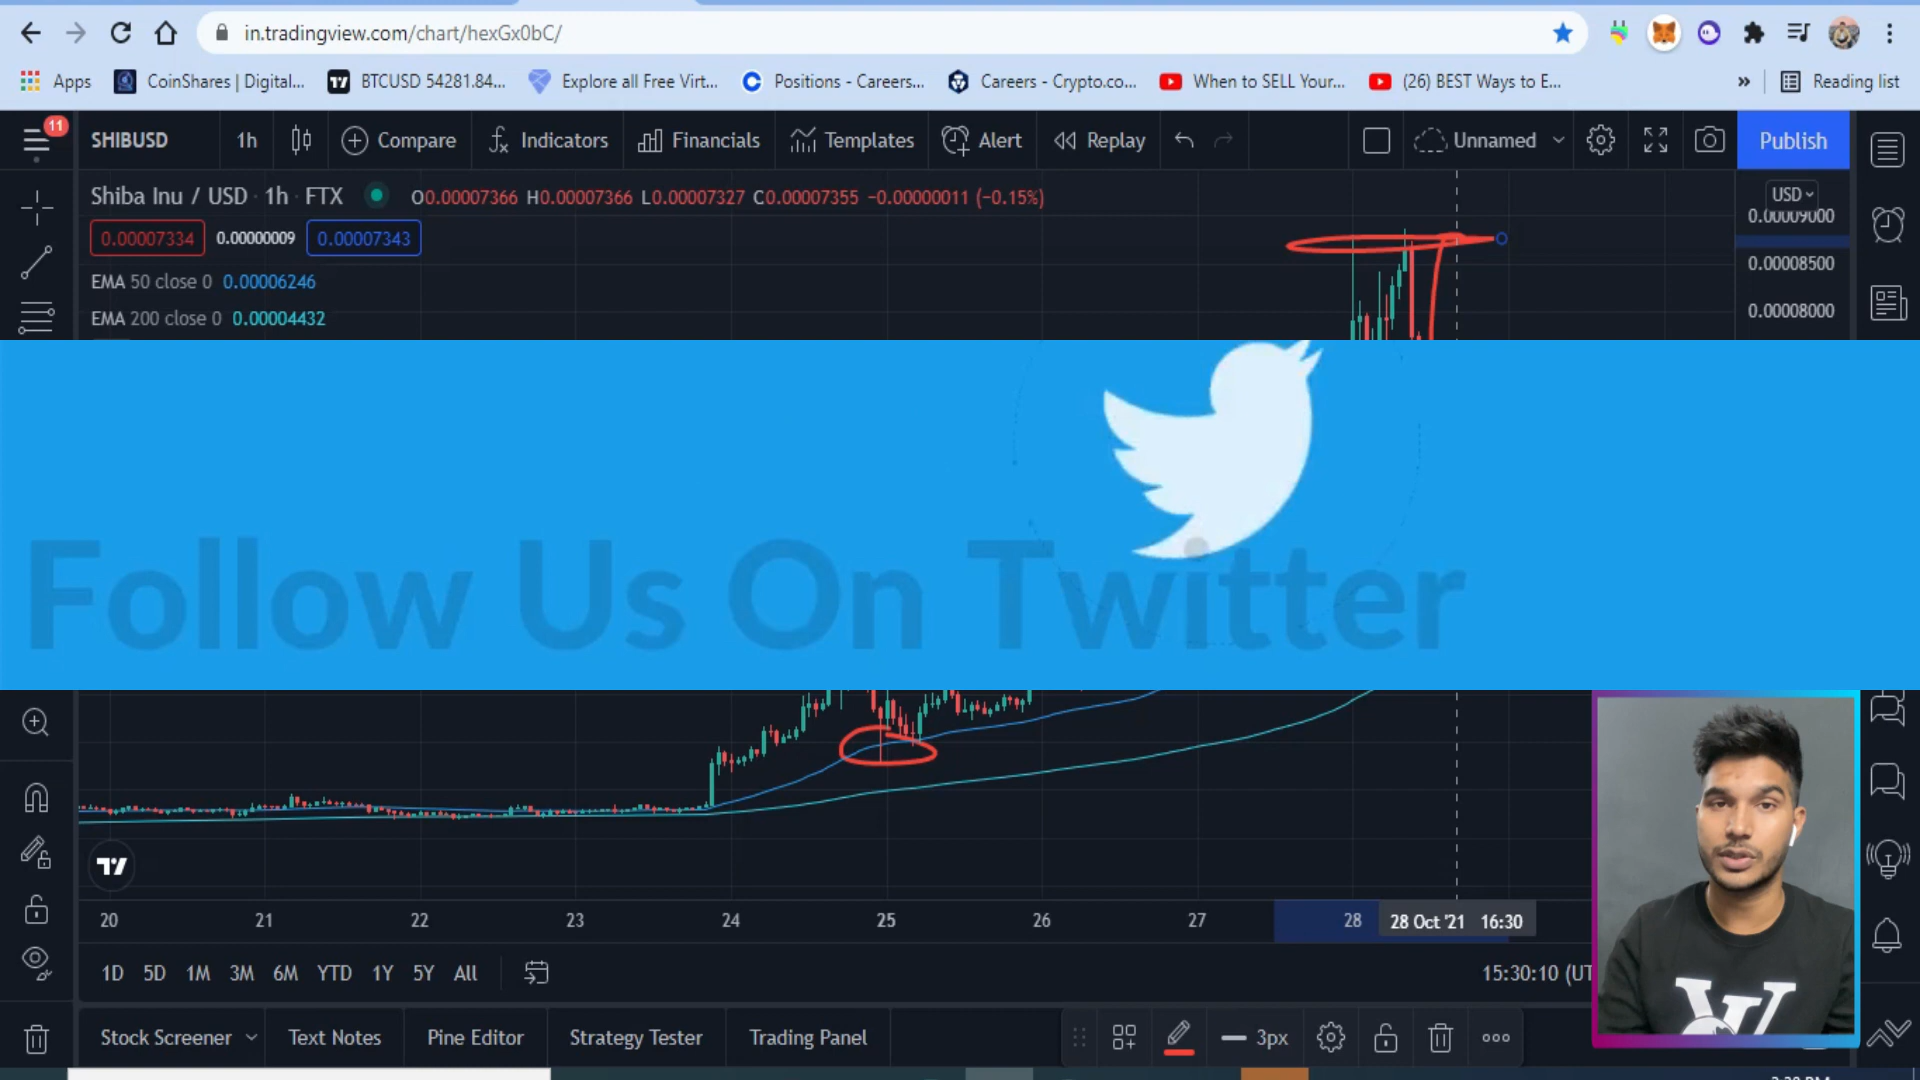 in.tradingview.com/chart/hexGx0bC/
Apps CoinShares | Digital... BTCUSD 54281.84... Explore all Free Virt... Positions - Careers... Careers - Crypto.co... When to SELL Your... (26) BEST Ways to E... » Reading list
11
SHIBUSD 1h Compare Indicators Financials Templates Alert Replay Unnamed Publish
Shiba Inu / USD · 1h · FTX O0.00007366 H0.00007366 L0.00007327 C0.00007355 −0.00000011 (−0.15%)
USD
0.00009000
0.00007334 0.00000009 0.00007343
0.00008500
EMA 50 close 0 0.00006246
0.00008000
EMA 200 close 0 0.00004432
Follow Us On Twitter
20 21 22 23 24 25 26 27 28 28 Oct '21 16:30
1D 5D 1M 3M 6M YTD 1Y 5Y All 15:30:10 (UT
Stock Screener Text Notes Pine Editor Strategy Tester Trading Panel 3px